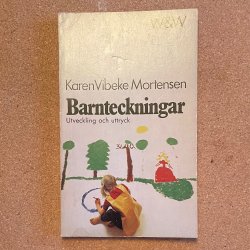 W&W
Karen Vibeke Mortensen
Barnteckningar
Utveckling och uttryck